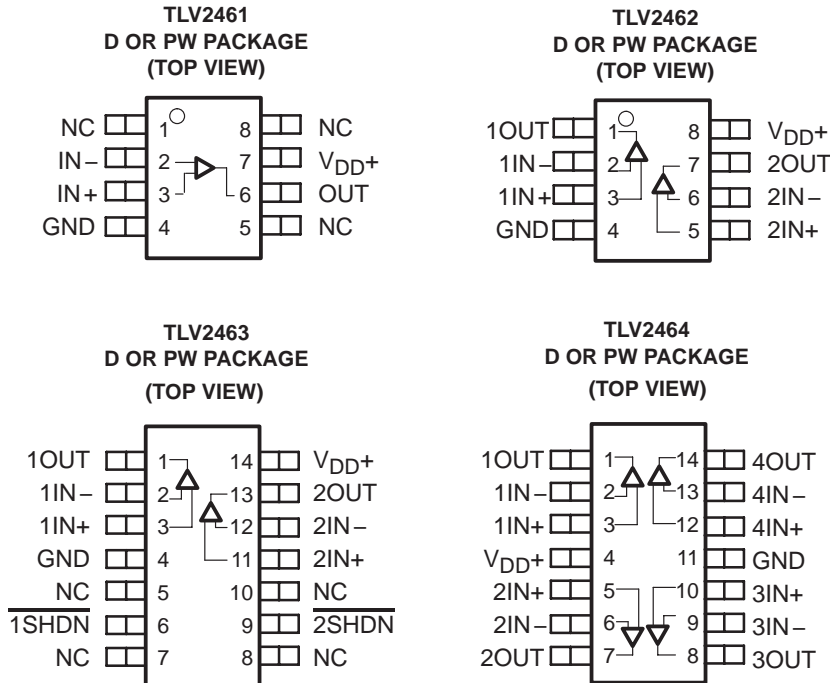 TLV2461
D OR PW PACKAGE
(TOP VIEW)
NC 1 8 NC
IN− 2 7 VDD+
IN+ 3 6 OUT
GND 4 5 NC
TLV2462
D OR PW PACKAGE
(TOP VIEW)
1OUT 1 8 VDD+
1IN− 2 7 2OUT
1IN+ 3 6 2IN−
GND 4 5 2IN+
TLV2463
D OR PW PACKAGE
(TOP VIEW)
1OUT 1 14 VDD+
1IN− 2 13 2OUT
1IN+ 3 12 2IN−
GND 4 11 2IN+
NC 5 10 NC
1SHDN 6 9 2SHDN
NC 7 8 NC
TLV2464
D OR PW PACKAGE
(TOP VIEW)
1OUT 1 14 4OUT
1IN− 2 13 4IN−
1IN+ 3 12 4IN+
VDD+ 4 11 GND
2IN+ 5 10 3IN+
2IN− 6 9 3IN−
2OUT 7 8 3OUT